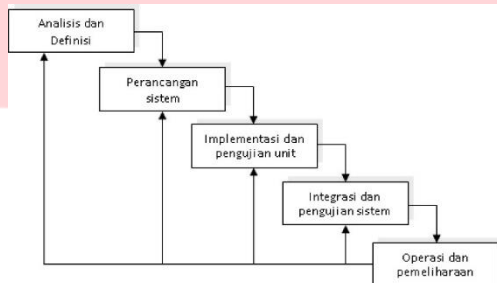 Analisis dan
Definisi
Perancangan
sistem
Implementasi dan
pengujian unit
Integrasi dan
pengujian sistem
Operasi dan
pemeliharaan